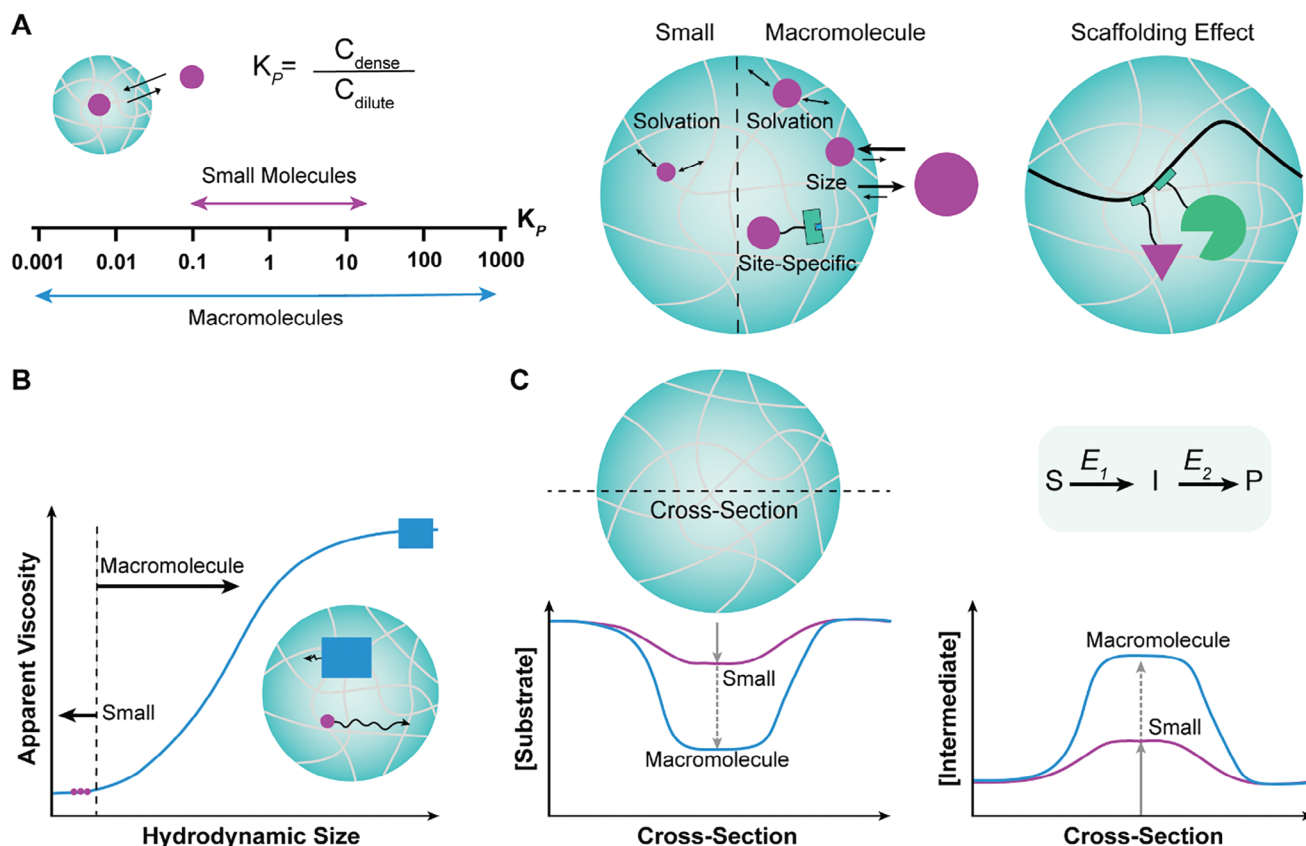 A
K_P = C_dense / C_dilute
Small Molecules
K_P
0.001 0.01 0.1 1 10 100 1000
Macromolecules
Small Macromolecule
Solvation Solvation
Size
Site-Specific
Scaffolding Effect
B
Apparent Viscosity
Macromolecule
Small
Hydrodynamic Size
C
Cross-Section
[Substrate]
Small
Macromolecule
Cross-Section
S E_1 I E_2 P
[Intermediate]
Macromolecule
Small
Cross-Section